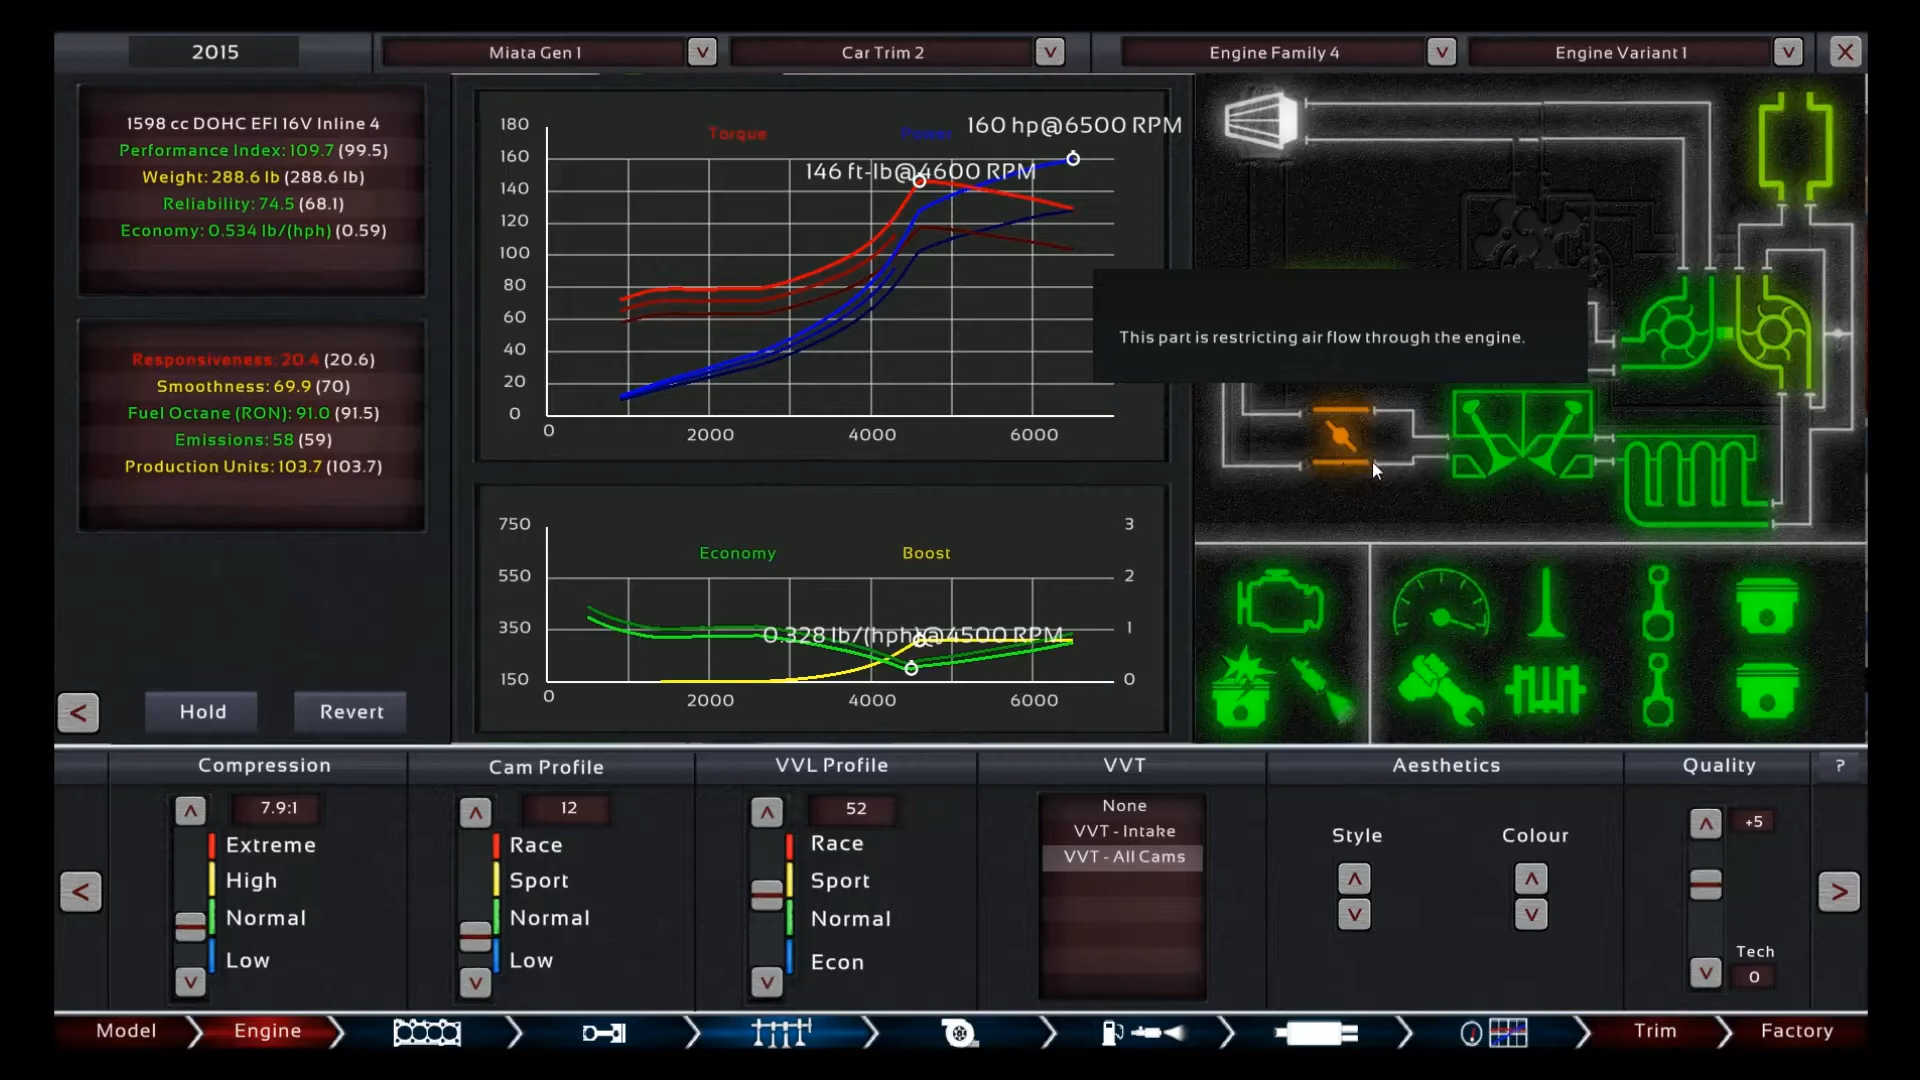 2015
Miata Gen 1
V
Car Trim 2
V
Engine Family 4
V
Engine Variant 1
V
X
1598 cc DOHC EFI 16V Inline 4
Performance Index: 109.7 (99.5)
Weight: 288.6 lb (288.6 lb)
Reliability: 74.5 (68.1)
Economy: 0.534 lb/(hph) (0.59)
Responsiveness: 20.4 (20.6)
Smoothness: 69.9 (70)
Fuel Octane (RON): 91.0 (91.5)
Emissions: 58 (59)
Production Units: 103.7 (103.7)
<
Hold
Revert
Torque
Power
160 hp@6500 RPM
146 ft-lb@4600 RPM
180
160
140
120
100
80
60
40
20
0
0
2000
4000
6000
This part is restricting air flow through the engine.
Economy
Boost
750
550
350
150
3
2
1
0
0.328 lb/(hph)@4500 RPM
0
2000
4000
6000
Compression
7.9:1
Extreme
High
Normal
Low
Cam Profile
12
Race
Sport
Normal
Low
VVL Profile
52
Race
Sport
Normal
Econ
VVT
None
VVT - Intake
VVT - All Cams
Aesthetics
Style
Colour
Quality
+5
Tech
0
?
<
>
Model
Engine
Trim
Factory